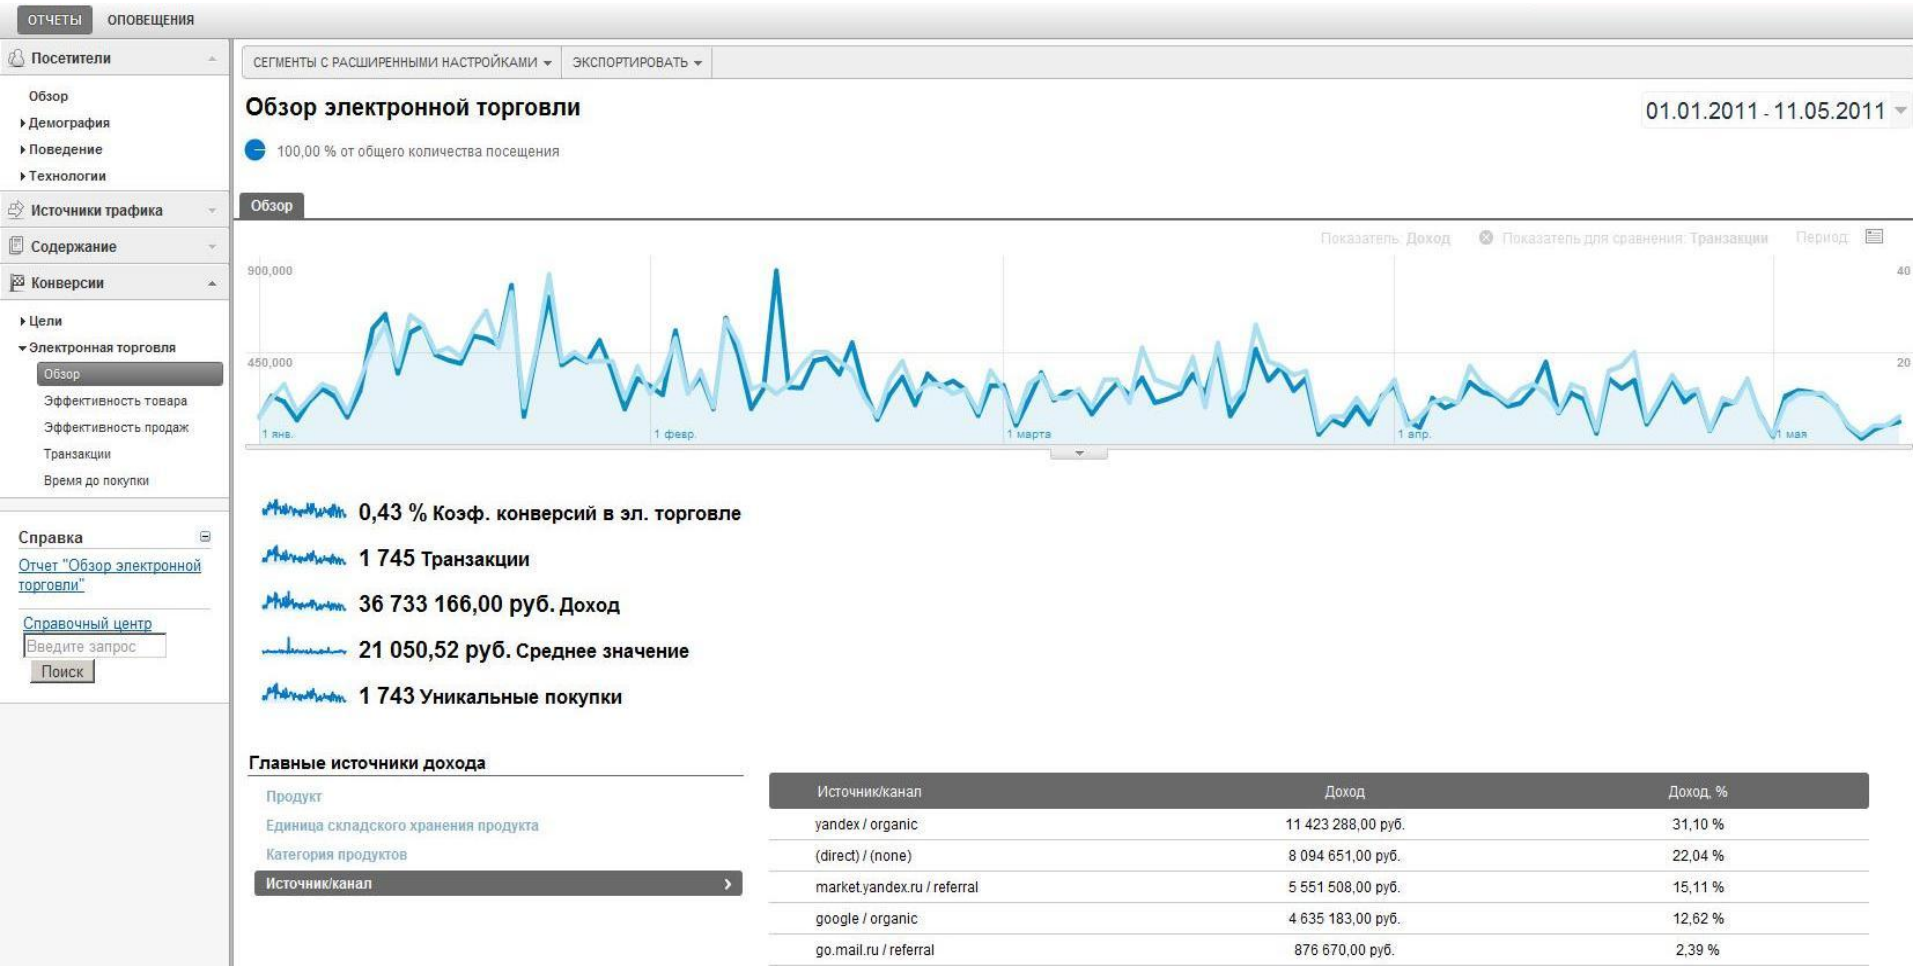 ОТЧЕТЫ ОПОВЕЩЕНИЯ
Посетители
Обзор
Демография
Поведение
Технологии
Источники трафика
Содержание
Конверсии
Цели
Электронная торговля
Обзор
Эффективность товара
Эффективность продаж
Транзакции
Время до покупки
Справка
Отчет "Обзор электронной
торговли"
Справочный центр
Введите запрос
Поиск
СЕГМЕНТЫ С РАСШИРЕННЫМИ НАСТРОЙКАМИ ЭКСПОРТИРОВАТЬ
Обзор электронной торговли
01.01.2011 - 11.05.2011
100,00 % от общего количества посещения
Обзор
Показатель: Доход Показатель для сравнения: Транзакции Период:
900,000 40
450,000 20
1 янв. 1 февр. 1 марта 1 апр. 1 мая
0,43 % Коэф. конверсий в эл. торговле
1 745 Транзакции
36 733 166,00 руб. Доход
21 050,52 руб. Среднее значение
1 743 Уникальные покупки
Главные источники дохода
Продукт
Единица складского хранения продукта
Категория продуктов
Источник/канал
Источник/канал Доход Доход, %
yandex / organic 11 423 288,00 руб. 31,10 %
(direct) / (none) 8 094 651,00 руб. 22,04 %
market.yandex.ru / referral 5 551 508,00 руб. 15,11 %
google / organic 4 635 183,00 руб. 12,62 %
go.mail.ru / referral 876 670,00 руб. 2,39 %